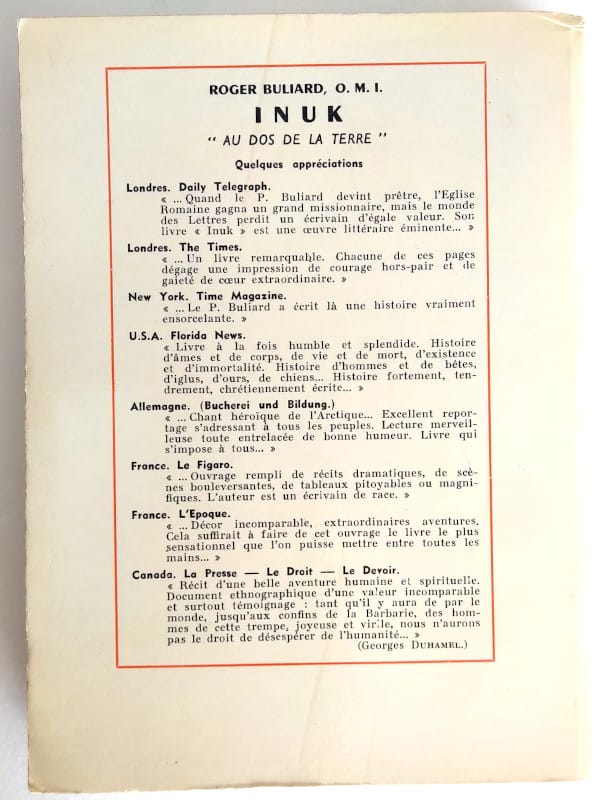 ROGER BULIARD, O. M. I.
INUK
" AU DOS DE LA TERRE "
Quelques appréciations
Londres. Daily Telegraph.
« ... Quand le P. Buliard devint prêtre, l'Eglise
Romaine gagna un grand missionnaire, mais le monde
des Lettres perdit un écrivain d'égale valeur. Son
livre « Inuk » est une œuvre littéraire éminente... »
Londres. The Times.
« ... Un livre remarquable. Chacune de ces pages
dégage une impression de courage hors-pair et de
gaieté de cœur extraordinaire. »
New York. Time Magazine.
« ... Le P. Buliard a écrit là une histoire vraiment
ensorcelante. »
U.S.A. Florida News.
« Livre à la fois humble et splendide. Histoire
d'âmes et de corps, de vie et de mort, d'existence
et d'immortalité. Histoire d'hommes et de bêtes,
d'iglus, d'ours, de chiens... Histoire fortement, ten-
drement, chrétiennement écrite... »
Allemagne. (Bucherei und Bildung.)
« ... Chant héroïque de l'Arctique... Excellent repor-
tage s'adressant à tous les peuples. Lecture merveil-
leuse toute entrelacée de bonne humeur. Livre qui
s'impose à tous... »
France. Le Figaro.
« ... Ouvrage rempli de récits dramatiques, de scè-
nes bouleversantes, de tableaux pitoyables ou magni-
fiques. L'auteur est un écrivain de race. »
France. L'Epoque.
« ... Décor incomparable, extraordinaires aventures.
Cela suffirait à faire de cet ouvrage le livre le plus
sensationnel que l'on puisse mettre entre toutes les
mains... »
Canada. La Presse — Le Droit — Le Devoir.
« Récit d'une belle aventure humaine et spirituelle.
Document ethnographique d'une valeur incomparable
et surtout témoignage : tant qu'il y aura de par le
monde, jusqu'aux confins de la Barbarie, des hom-
mes de cette trempe, joyeuse et virile, nous n'aurons
pas le droit de désespérer de l'humanité... »
(Georges DUHAMEL.)